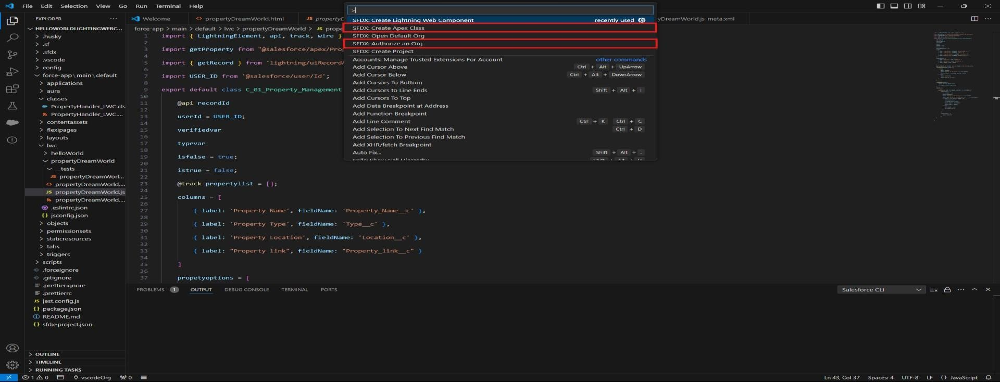 File Edit Selection View Go Run Terminal Help
>
SFDX: Create Lightning Web Component recently used
SFDX: Create Apex Class
SFDX: Open Default Org
SFDX: Authorize an Org
SFDX: Create Project
Accounts: Manage Trusted Extensions For Account other commands
Add Cursor Above Ctrl + Alt + UpArrow
Add Cursor Below Ctrl + Alt + DownArrow
Add Cursors To Bottom
Add Cursors to Line Ends Shift + Alt + I
Add Cursors To Top
Add Data Breakpoint at Address
Add Function Breakpoint
Add Line Comment Ctrl + K Ctrl + C
Add Selection To Next Find Match Ctrl + D
Add Selection To Previous Find Match
Add XHR/fetch Breakpoint
Auto Fix... Shift + Alt + .
Calls: Show Call Hierarchy Shift + Alt + H
EXPLORER
HELLOWORLDLIGHTINGWEBC...
.husky
.sf
.sfdx
.vscode
config
force-app\main\default
applications
aura
classes
PropertyHandler_LWC.cls
PropertyHandler_LWC....
contentassets
flexipages
layouts
lwc
helloWorld
propertyDreamWorld
__tests__
JS propertyDreamWorl...
<> propertyDreamWorld....
JS propertyDreamWorld.js
propertyDreamWorld....
.eslintrc.json
{} jsconfig.json
objects
permissionsets
staticresources
tabs
triggers
scripts
.forceignore
.gitignore
.prettierignore
.prettierrc
JS jest.config.js
{} package.json
README.md
{} sfdx-project.json
OUTLINE
TIMELINE
RUNNING TASKS
Welcome <> propertyDreamWorld.html JS propertyD yDreamWorld.js-meta.xml
force-app > main > default > lwc > propertyDreamWorld > JS prope
1 import { LightningElement, api, track, wire }
2
3 import getProperty from "@salesforce/apex/Pro
4
5 import { getRecord } from 'lightning/uiRecord
6
7 import USER_ID from '@salesforce/user/Id';
8
9 export default class C_01_Property_Management
10
11 @api recordId
12
13 userId = USER_ID;
14
15 verifiedvar
16
17 typevar
18
19 isfalse = true;
20
21 istrue = false;
22
23 @track propertylist = [];
24
25 columns = [
26
27 { label: 'Property Name', fieldName: 'Property_Name__c' },
28
29 { label: 'Property Type', fieldName: 'Type__c' },
30
31 { label: 'Property Location', fieldName: 'Location__c' },
32
33 { label: "Property link", fieldName: "Property_link__c" }
34
35 ]
36
37 propetyoptions = [
PROBLEMS 1 OUTPUT DEBUG CONSOLE TERMINAL PORTS Salesforce CLI
1 0 vscodeOrg 0 Ln 43, Col 37 Spaces: 4 UTF-8 LF {} JavaScript